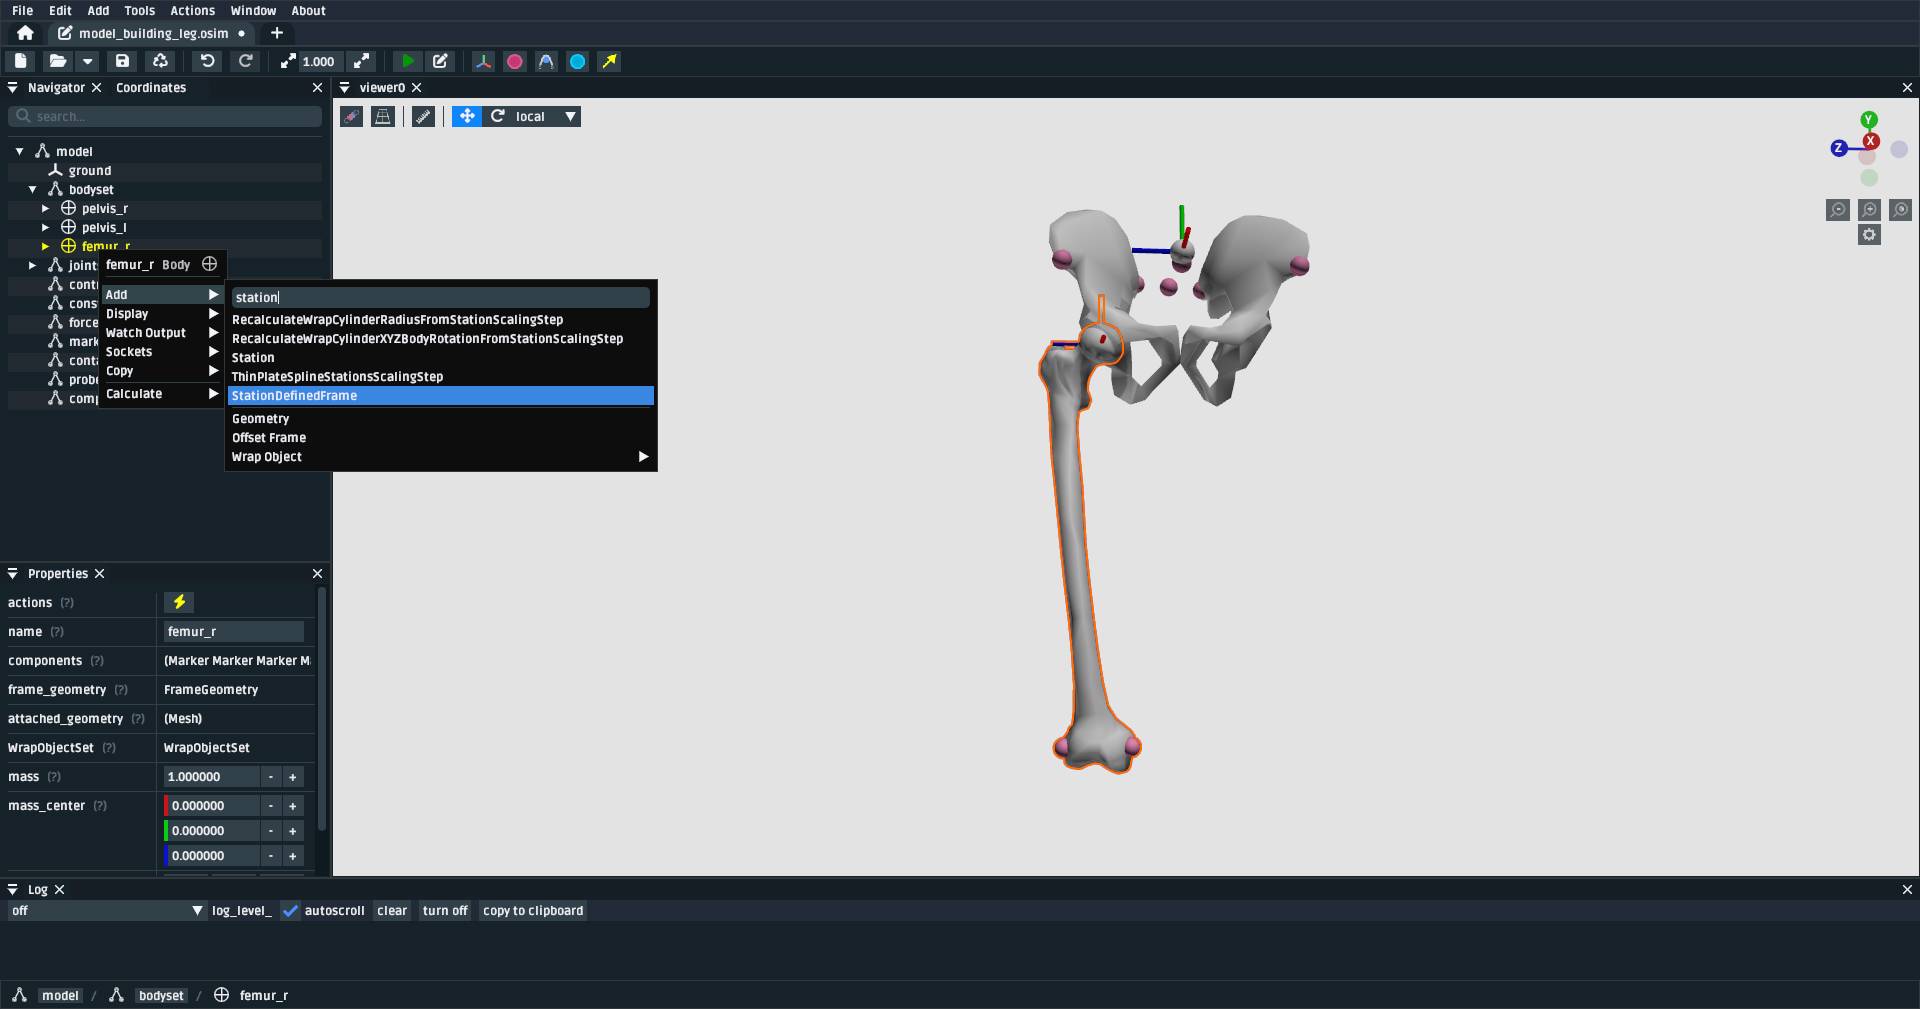 File Edit Add Tools Actions Window About
model_building_leg.osim
1.000
Navigator Coordinates
viewer0
search...
local
Y
X
Z
model
ground
bodyset
pelvis_r
pelvis_l
femur_r
femur_r Body
joint
cont
cons
force
mark
conta
probe
comp
Add
Display
Watch Output
Sockets
Copy
Calculate
station
RecalculateWrapCylinderRadiusFromStationScalingStep
RecalculateWrapCylinderXYZBodyRotationFromStationScalingStep
Station
ThinPlateSplineStationsScalingStep
StationDefinedFrame
Geometry
Offset Frame
Wrap Object
Properties
actions (?)
name (?) femur_r
components (?) (Marker Marker Marker M
frame_geometry (?) FrameGeometry
attached_geometry (?) (Mesh)
WrapObjectSet (?) WrapObjectSet
mass (?) 1.000000 - +
mass_center (?) 0.000000 - +
0.000000 - +
0.000000 - +
Log
off log_level_ autoscroll clear turn off copy to clipboard
model / bodyset / femur_r